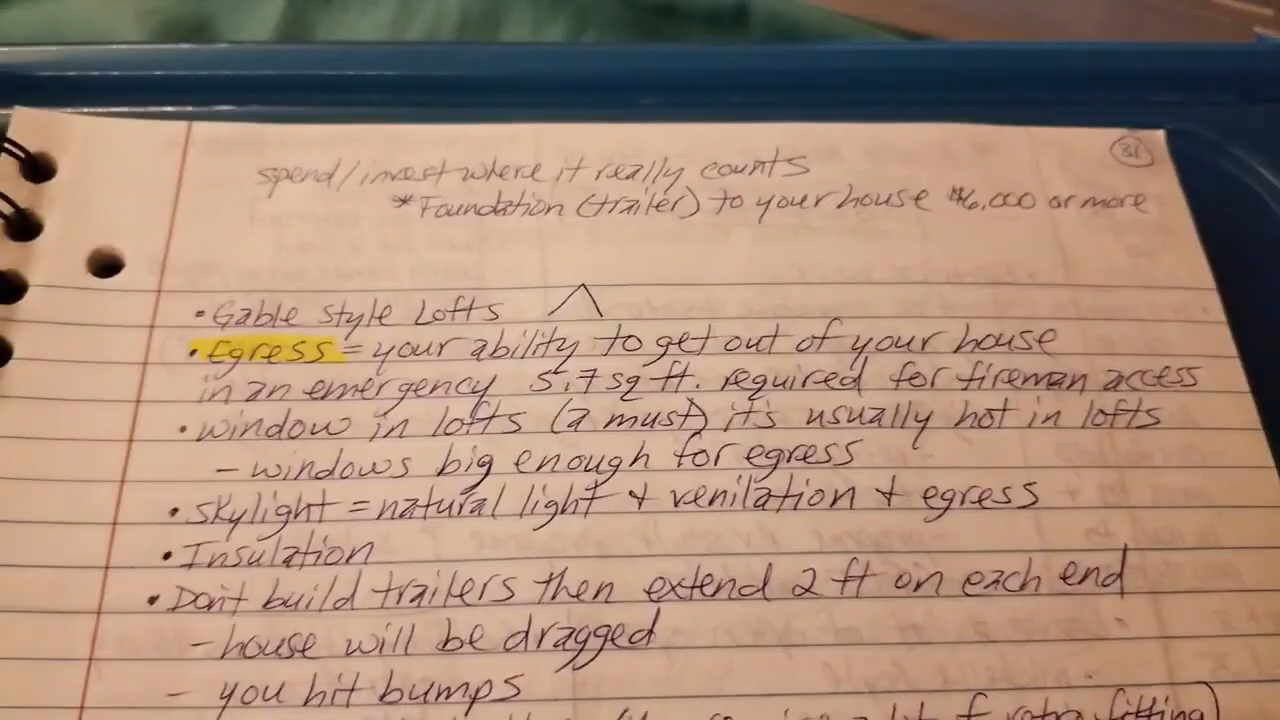 31
spend/invest where it really counts
*Foundation (trailer) to your house $6,000 or more
• Gable Style Lofts
• Egress = your ability to get out of your house
in an emergency 5.7 sq ft. required for fireman access
• window in lofts (a must) it's usually hot in lofts
- windows big enough for egress
• skylight = natural light + venilation + egress
• Insulation
• Don't build trailers then extend 2 ft on each end
- house will be dragged
- you hit bumps
a lot of retro fitting)